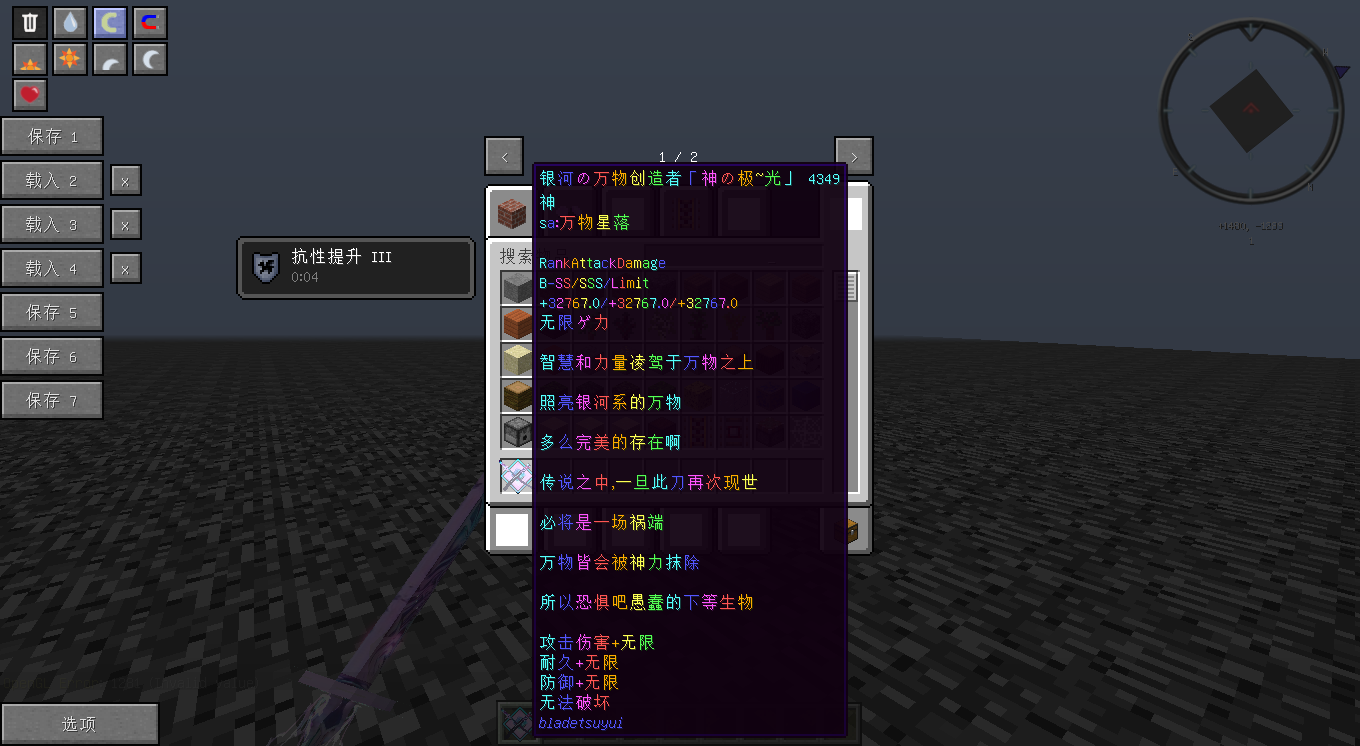 保存 1
载入 2 x
载入 3 x
载入 4 x
保存 5
保存 6
保存 7
选项
抗性提升 III
0:04
< 1 / 2 >
搜索
银河の万物创造者「神の极~光」 4349
神
sa:万物星落
RankAttackDamage
B-SS/SSS/Limit
+32767.0/+32767.0/+32767.0
无限ゲ力
智慧和力量凌驾于万物之上
照亮银河系的万物
多么完美的存在啊
传说之中,一旦此刀再次现世
必将是一场祸端
万物皆会被神力抹除
所以恐惧吧愚蠢的下等生物
攻击伤害+无限
耐久+无限
防御+无限
无法破坏
bladetsuyui